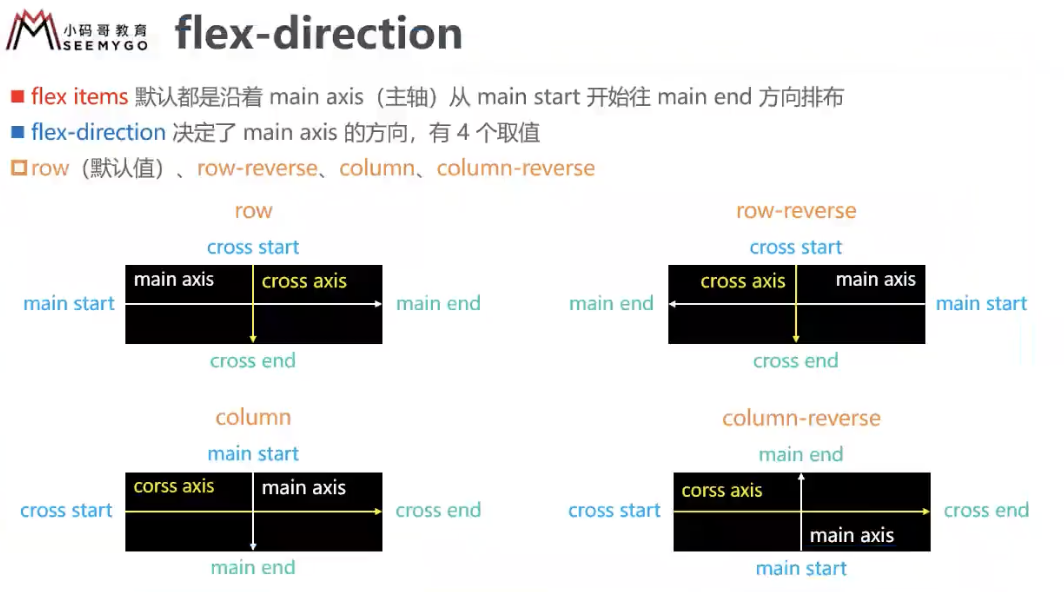 小码哥教育
SEEMYGO
flex-direction
flex items 默认都是沿着 main axis（主轴）从 main start 开始往 main end 方向排布
flex-direction 决定了 main axis 的方向，有 4 个取值
row（默认值）、row-reverse、column、column-reverse
row
cross start
main axis
cross axis
main start
main end
cross end
row-reverse
cross start
cross axis
main axis
main end
main start
cross end
column
main start
corss axis
main axis
cross start
cross end
main end
column-reverse
main end
corss axis
cross start
cross end
main axis
main start